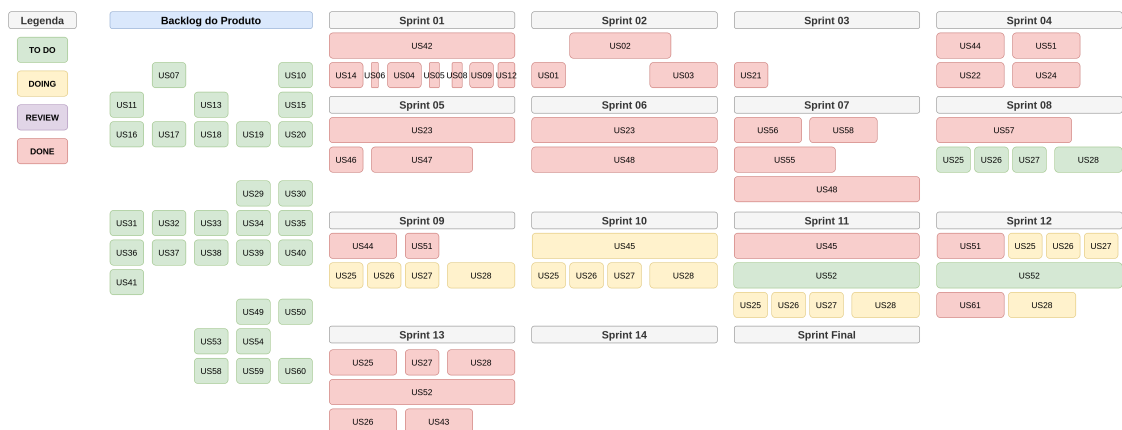 Legenda
TO DO
DOING
REVIEW
DONE
Backlog do Produto
US07 US10
US11 US13 US15
US16 US17 US18 US19 US20
US29 US30
US31 US32 US33 US34 US35
US36 US37 US38 US39 US40
US41
US49 US50
US53 US54
US58 US59 US60
Sprint 01
US42
US14 US06 US04 US05 US08 US09 US12
Sprint 02
US02
US01 US03
Sprint 03
US21
Sprint 04
US44 US51
US22 US24
Sprint 05
US23
US46 US47
Sprint 06
US23
US48
Sprint 07
US56 US58
US55
US48
Sprint 08
US57
US25 US26 US27 US28
Sprint 09
US44 US51
US25 US26 US27 US28
Sprint 10
US45
US25 US26 US27 US28
Sprint 11
US45
US52
US25 US26 US27 US28
Sprint 12
US51 US25 US26 US27
US52
US61 US28
Sprint 13
US25 US27 US28
US52
US26 US43
Sprint 14
Sprint Final